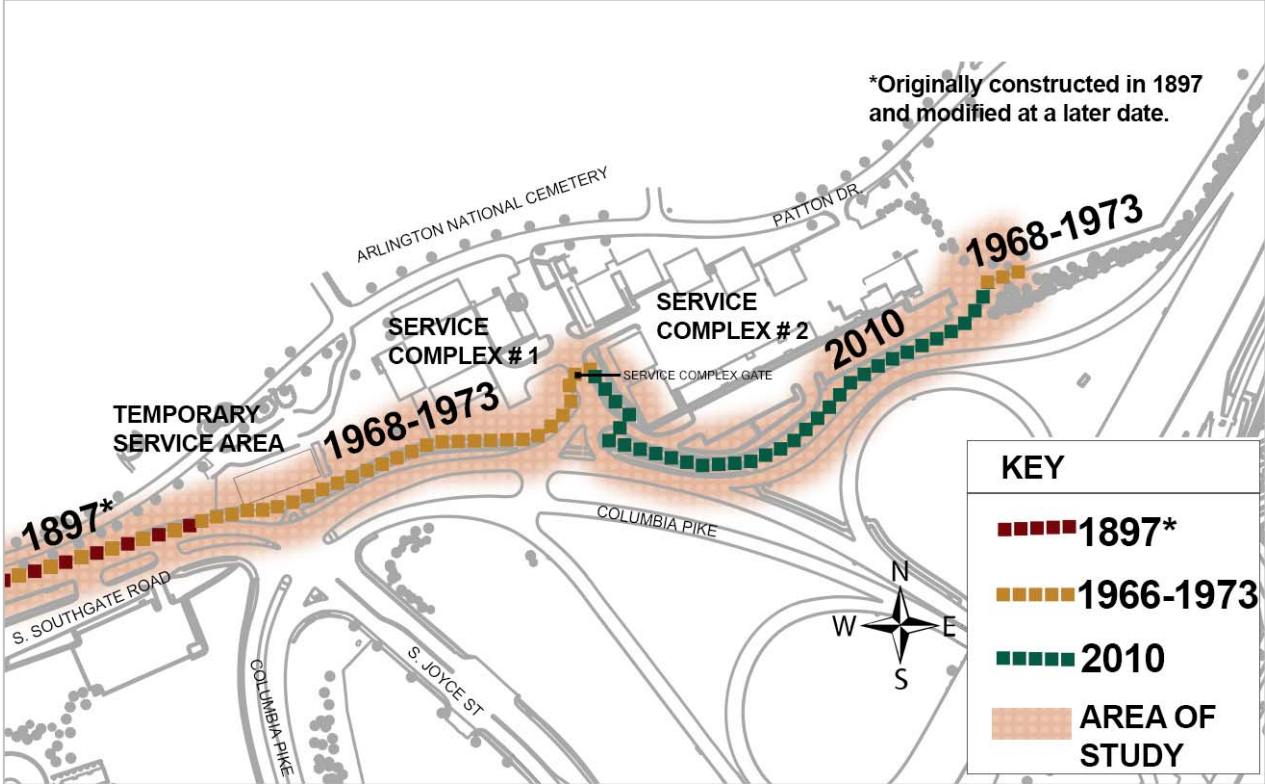 *Originally constructed in 1897
and modified at a later date.
ARLINGTON NATIONAL CEMETERY
PATTON DR.
1968-1973
SERVICE
COMPLEX # 1
SERVICE
COMPLEX # 2
2010
SERVICE COMPLEX GATE
TEMPORARY
SERVICE AREA
1968-1973
1897*
S. SOUTHGATE ROAD
COLUMBIA PIKE
COLUMBIA PIKE
S. JOYCE ST
N
W
E
S
KEY
1897*
1966-1973
2010
AREA OF
STUDY